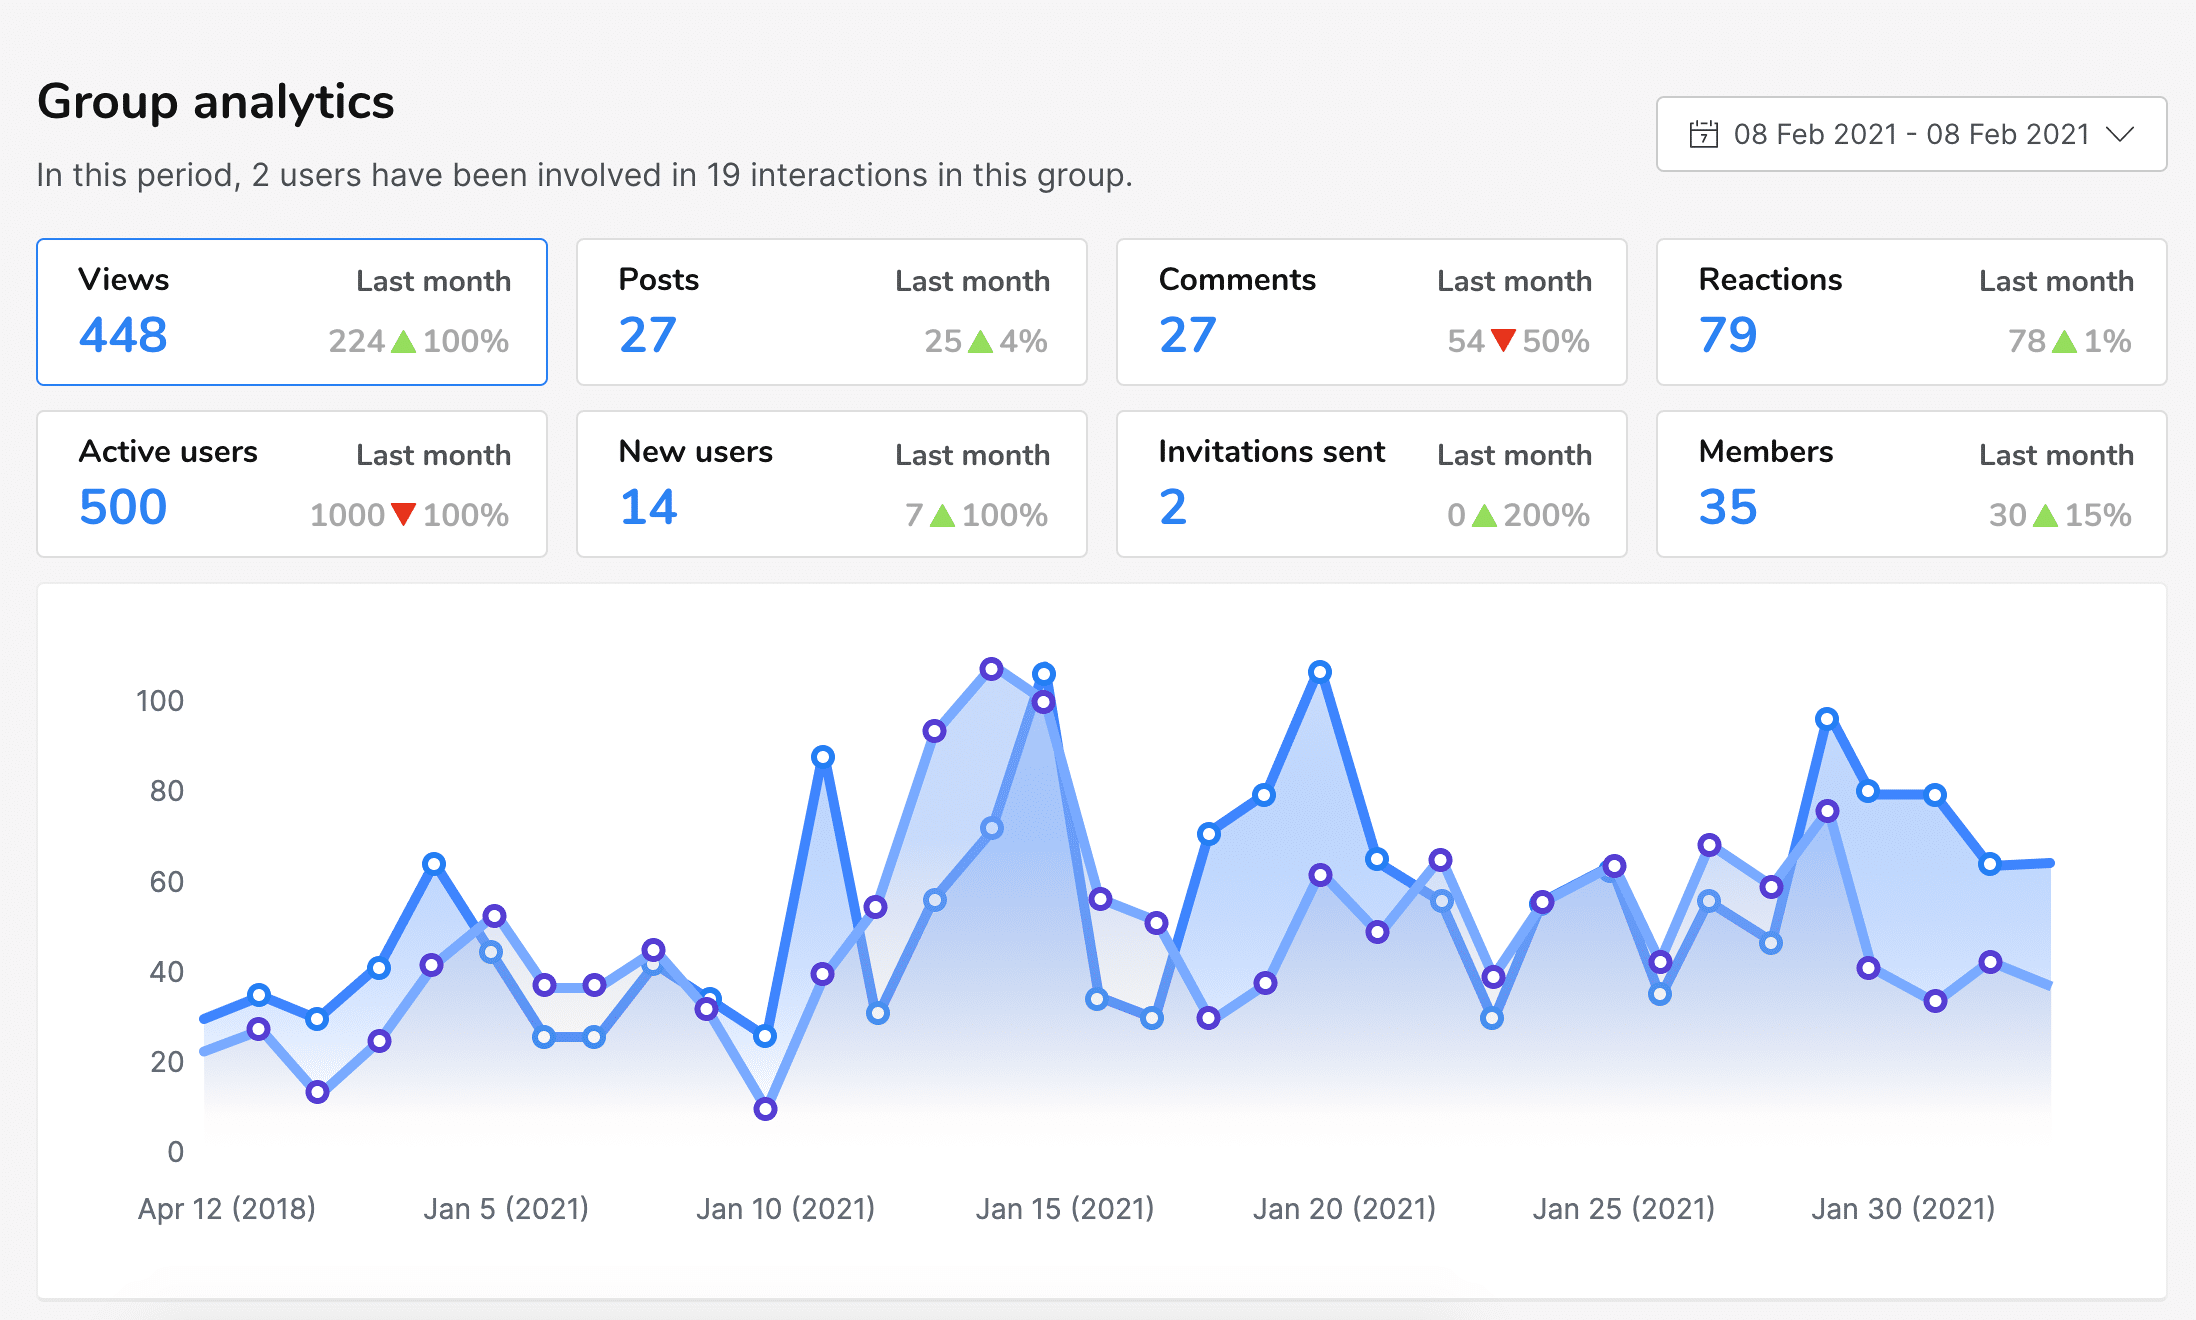 Group analytics
In this period, 2 users have been involved in 19 interactions in this group.
7 08 Feb 2021 - 08 Feb 2021
Views Last month
448 224 100%
Posts Last month
27 25 4%
Comments Last month
27 54 50%
Reactions Last month
79 78 1%
Active users Last month
500 1000 100%
New users Last month
14 7 100%
Invitations sent Last month
2 0 200%
Members Last month
35 30 15%
100
80
60
40
20
0
Apr 12 (2018) Jan 5 (2021) Jan 10 (2021) Jan 15 (2021) Jan 20 (2021) Jan 25 (2021) Jan 30 (2021)